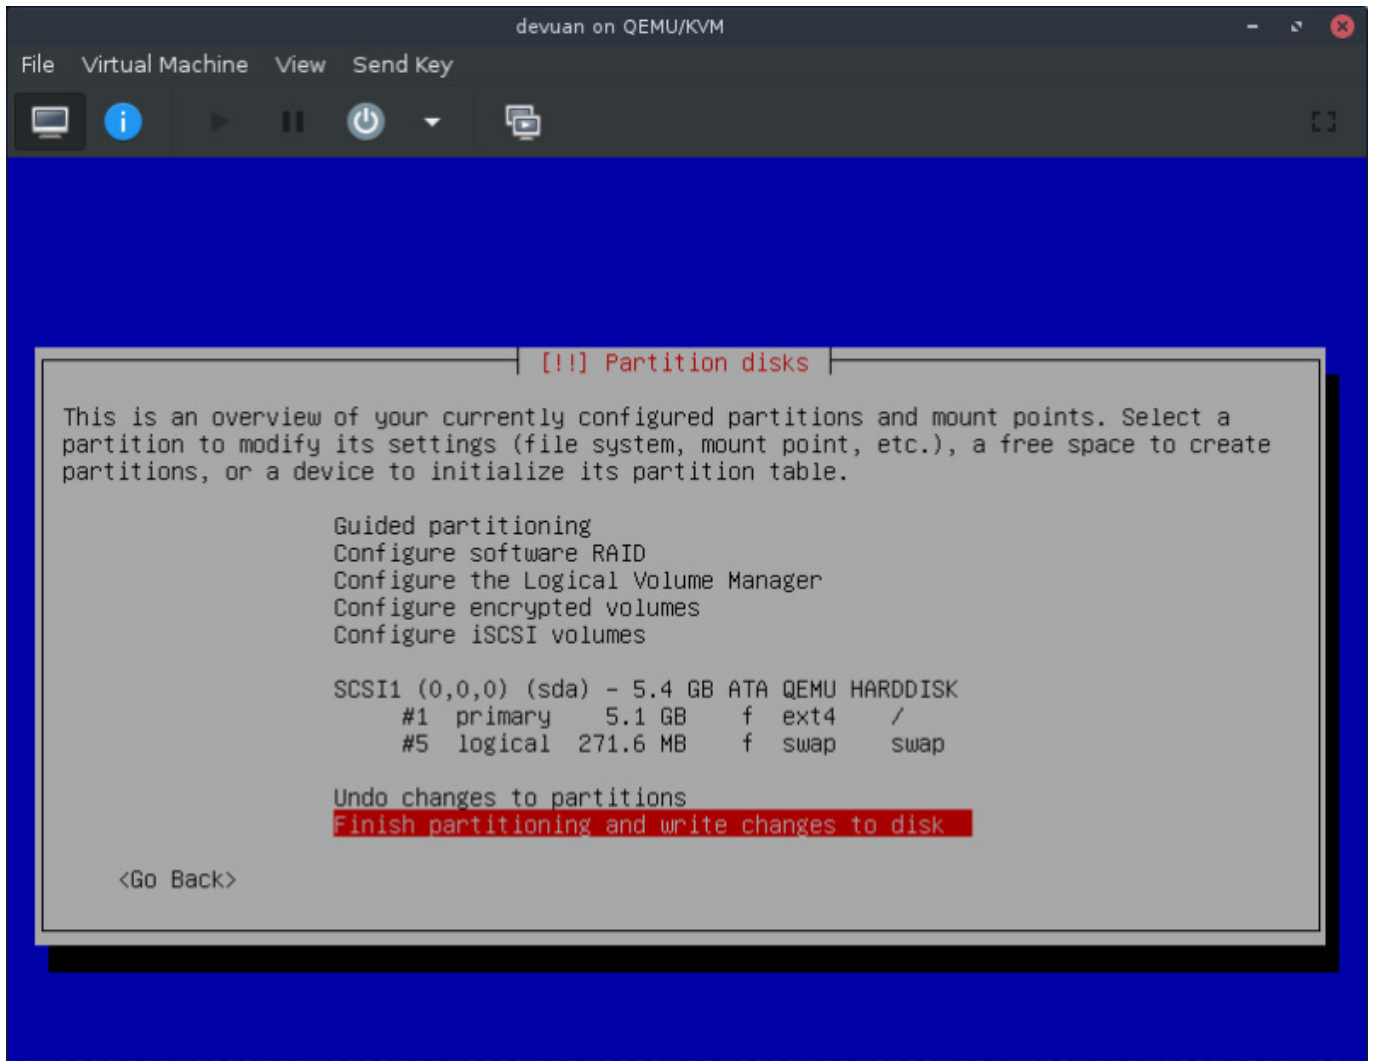 devuan on QEMU/KVM
File Virtual Machine View Send Key
[!!] Partition disks
This is an overview of your currently configured partitions and mount points. Select a
partition to modify its settings (file system, mount point, etc.), a free space to create
partitions, or a device to initialize its partition table.
Guided partitioning
Configure software RAID
Configure the Logical Volume Manager
Configure encrypted volumes
Configure iSCSI volumes
SCSI1 (0,0,0) (sda) - 5.4 GB ATA QEMU HARDDISK
#1 primary 5.1 GB f ext4 /
#5 logical 271.6 MB f swap swap
Undo changes to partitions
Finish partitioning and write changes to disk
<Go Back>